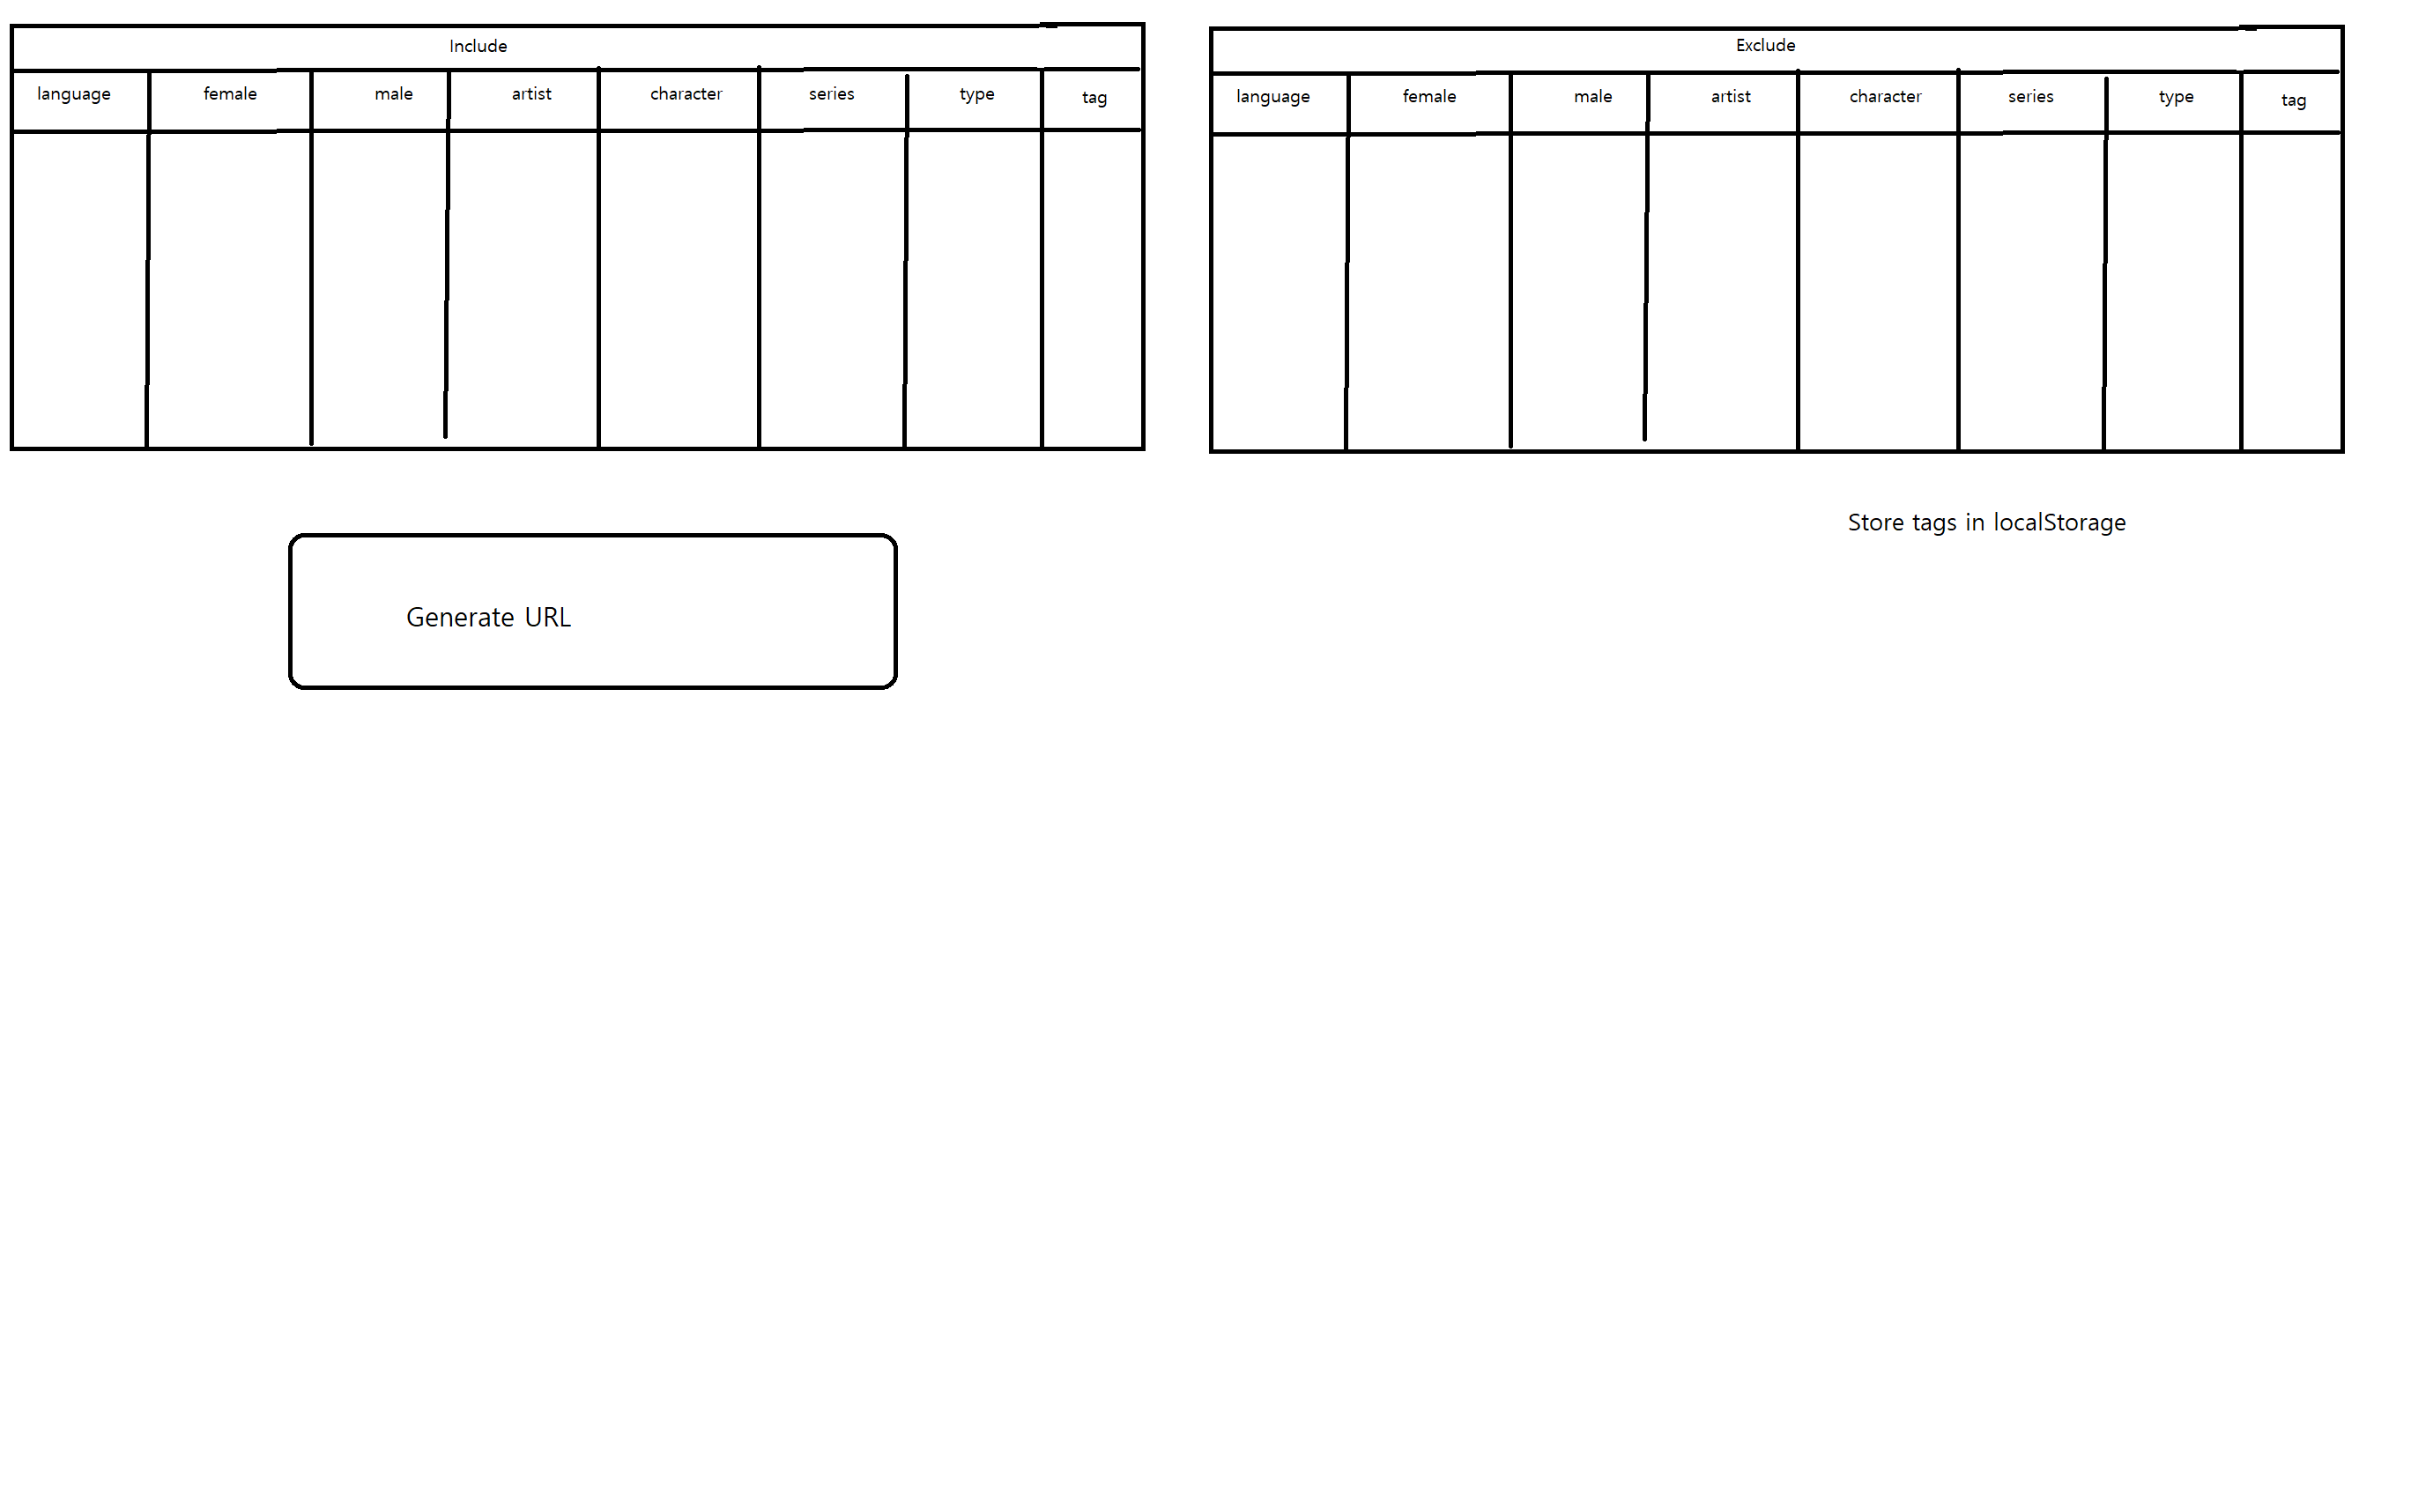 Include
language female male artist character series type tag
Exclude
language female male artist character series type tag
Store tags in localStorage
Generate URL